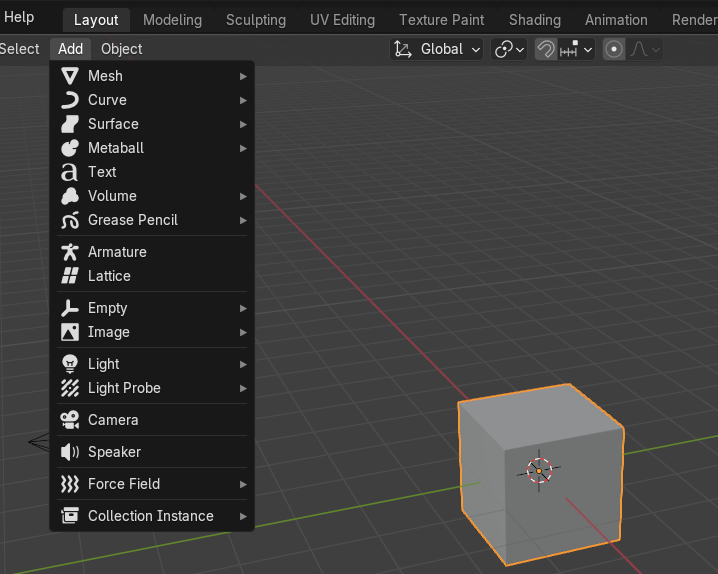 Help Layout Modeling Sculpting UV Editing Texture Paint Shading Animation Render
Select Add Object Global
Mesh
Curve
Surface
Metaball
Text
Volume
Grease Pencil
Armature
Lattice
Empty
Image
Light
Light Probe
Camera
Speaker
Force Field
Collection Instance